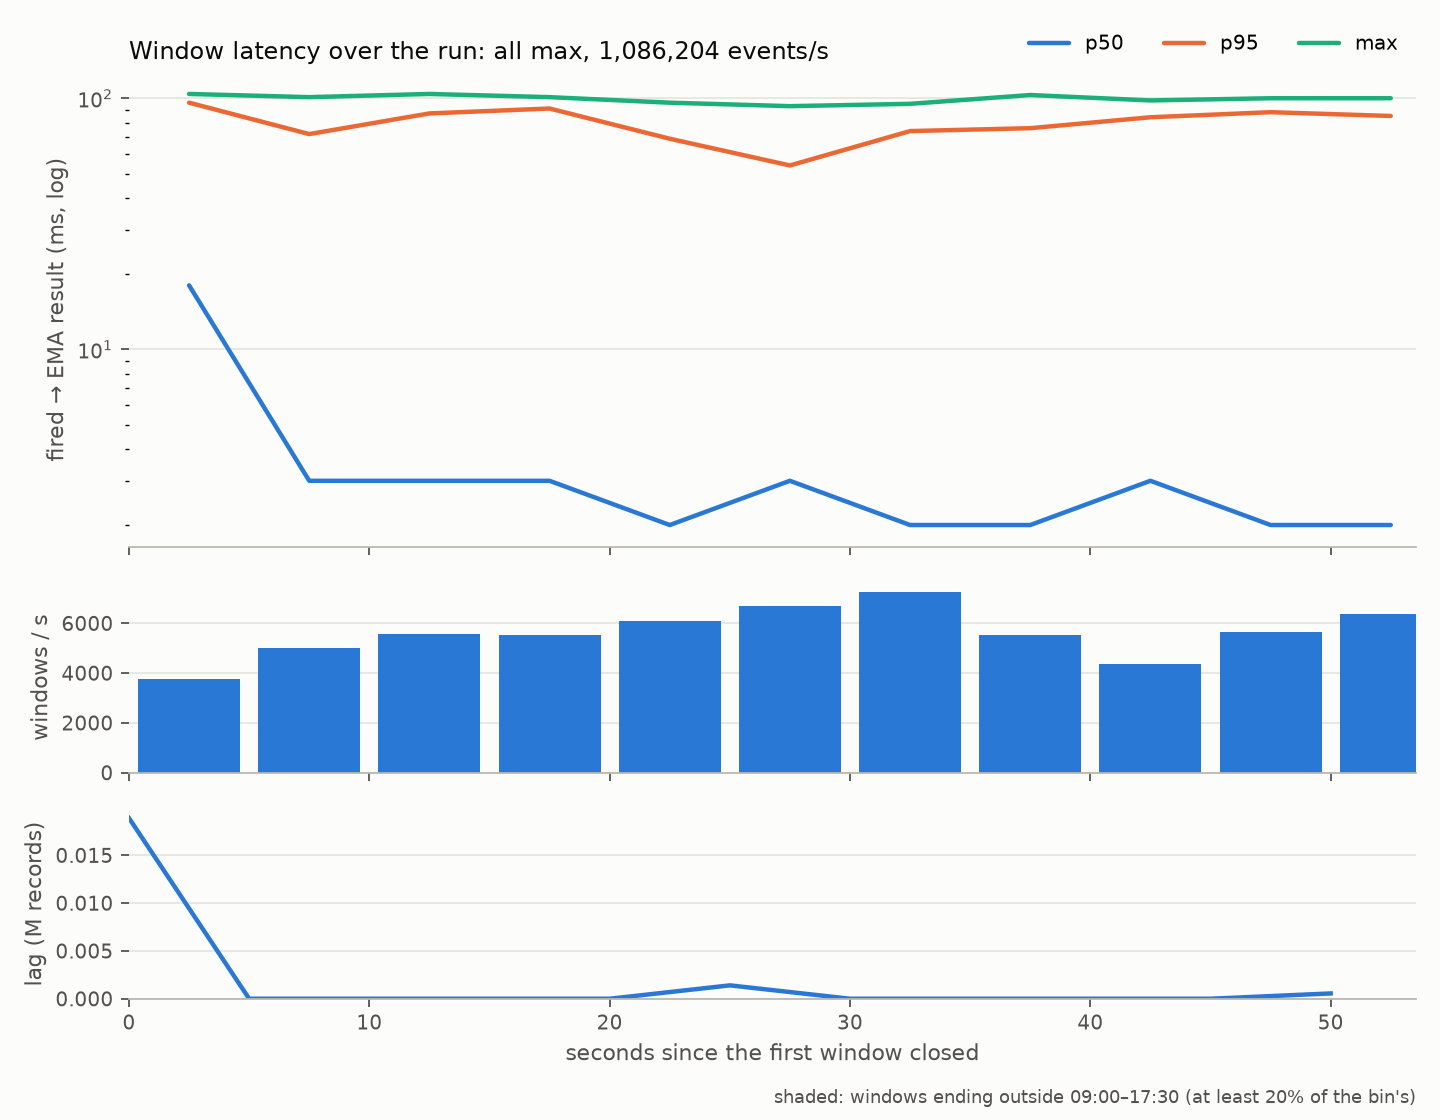 Window latency over the run: all max, 1,086,204 events/s
p50
p95
max
fired → EMA result (ms, log)
10²
10¹
windows / s
6000
4000
2000
0
lag (M records)
0.015
0.010
0.005
0.000
0 10 20 30 40 50
seconds since the first window closed
shaded: windows ending outside 09:00–17:30 (at least 20% of the bin's)